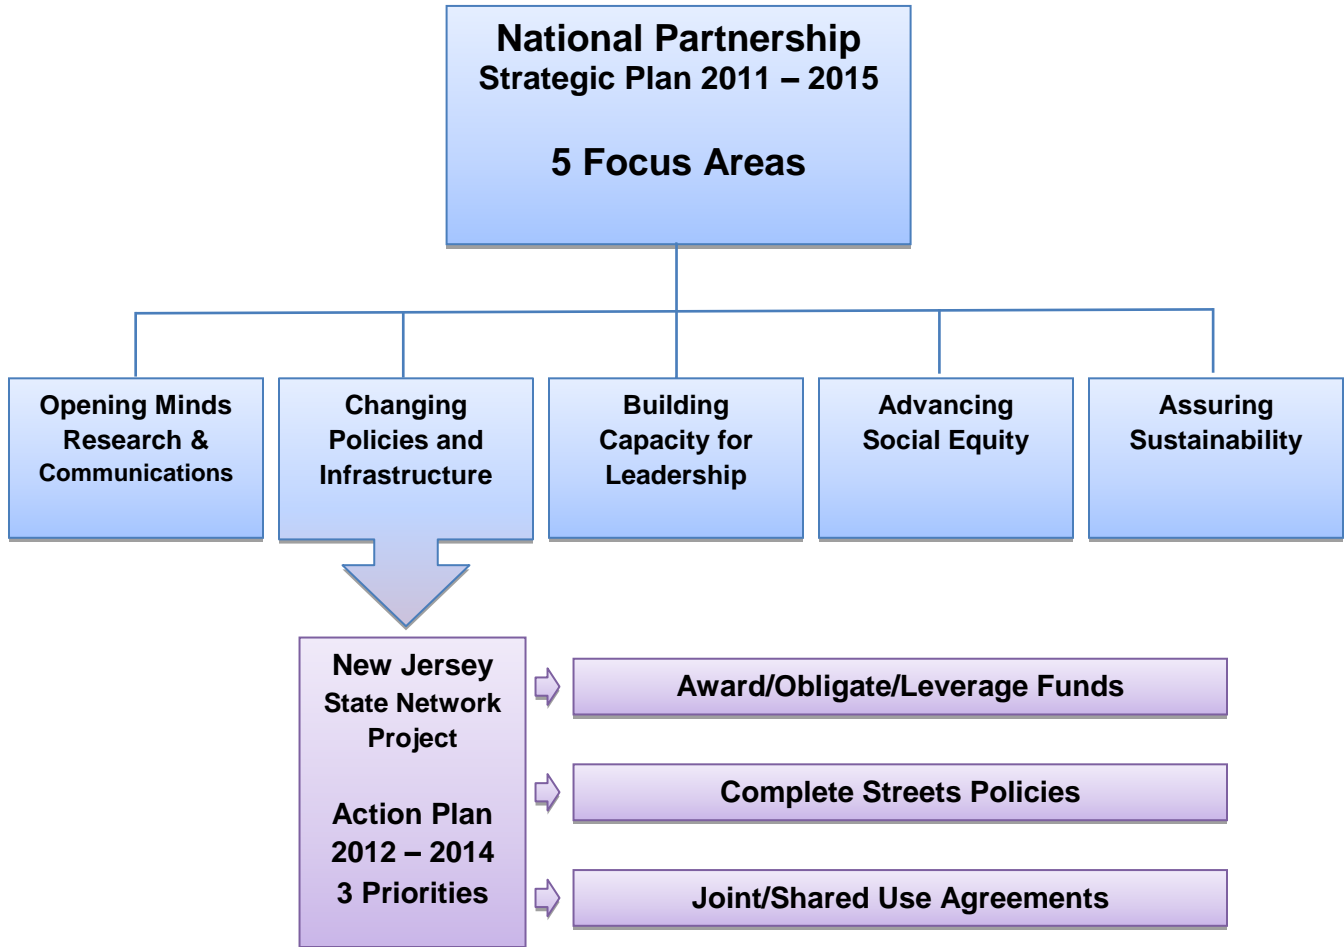 National Partnership
Strategic Plan 2011 – 2015
5 Focus Areas
Opening Minds
Research &
Communications
Changing
Policies and
Infrastructure
Building
Capacity for
Leadership
Advancing
Social Equity
Assuring
Sustainability
New Jersey
State Network
Project
Action Plan
2012 – 2014
3 Priorities
Award/Obligate/Leverage Funds
Complete Streets Policies
Joint/Shared Use Agreements